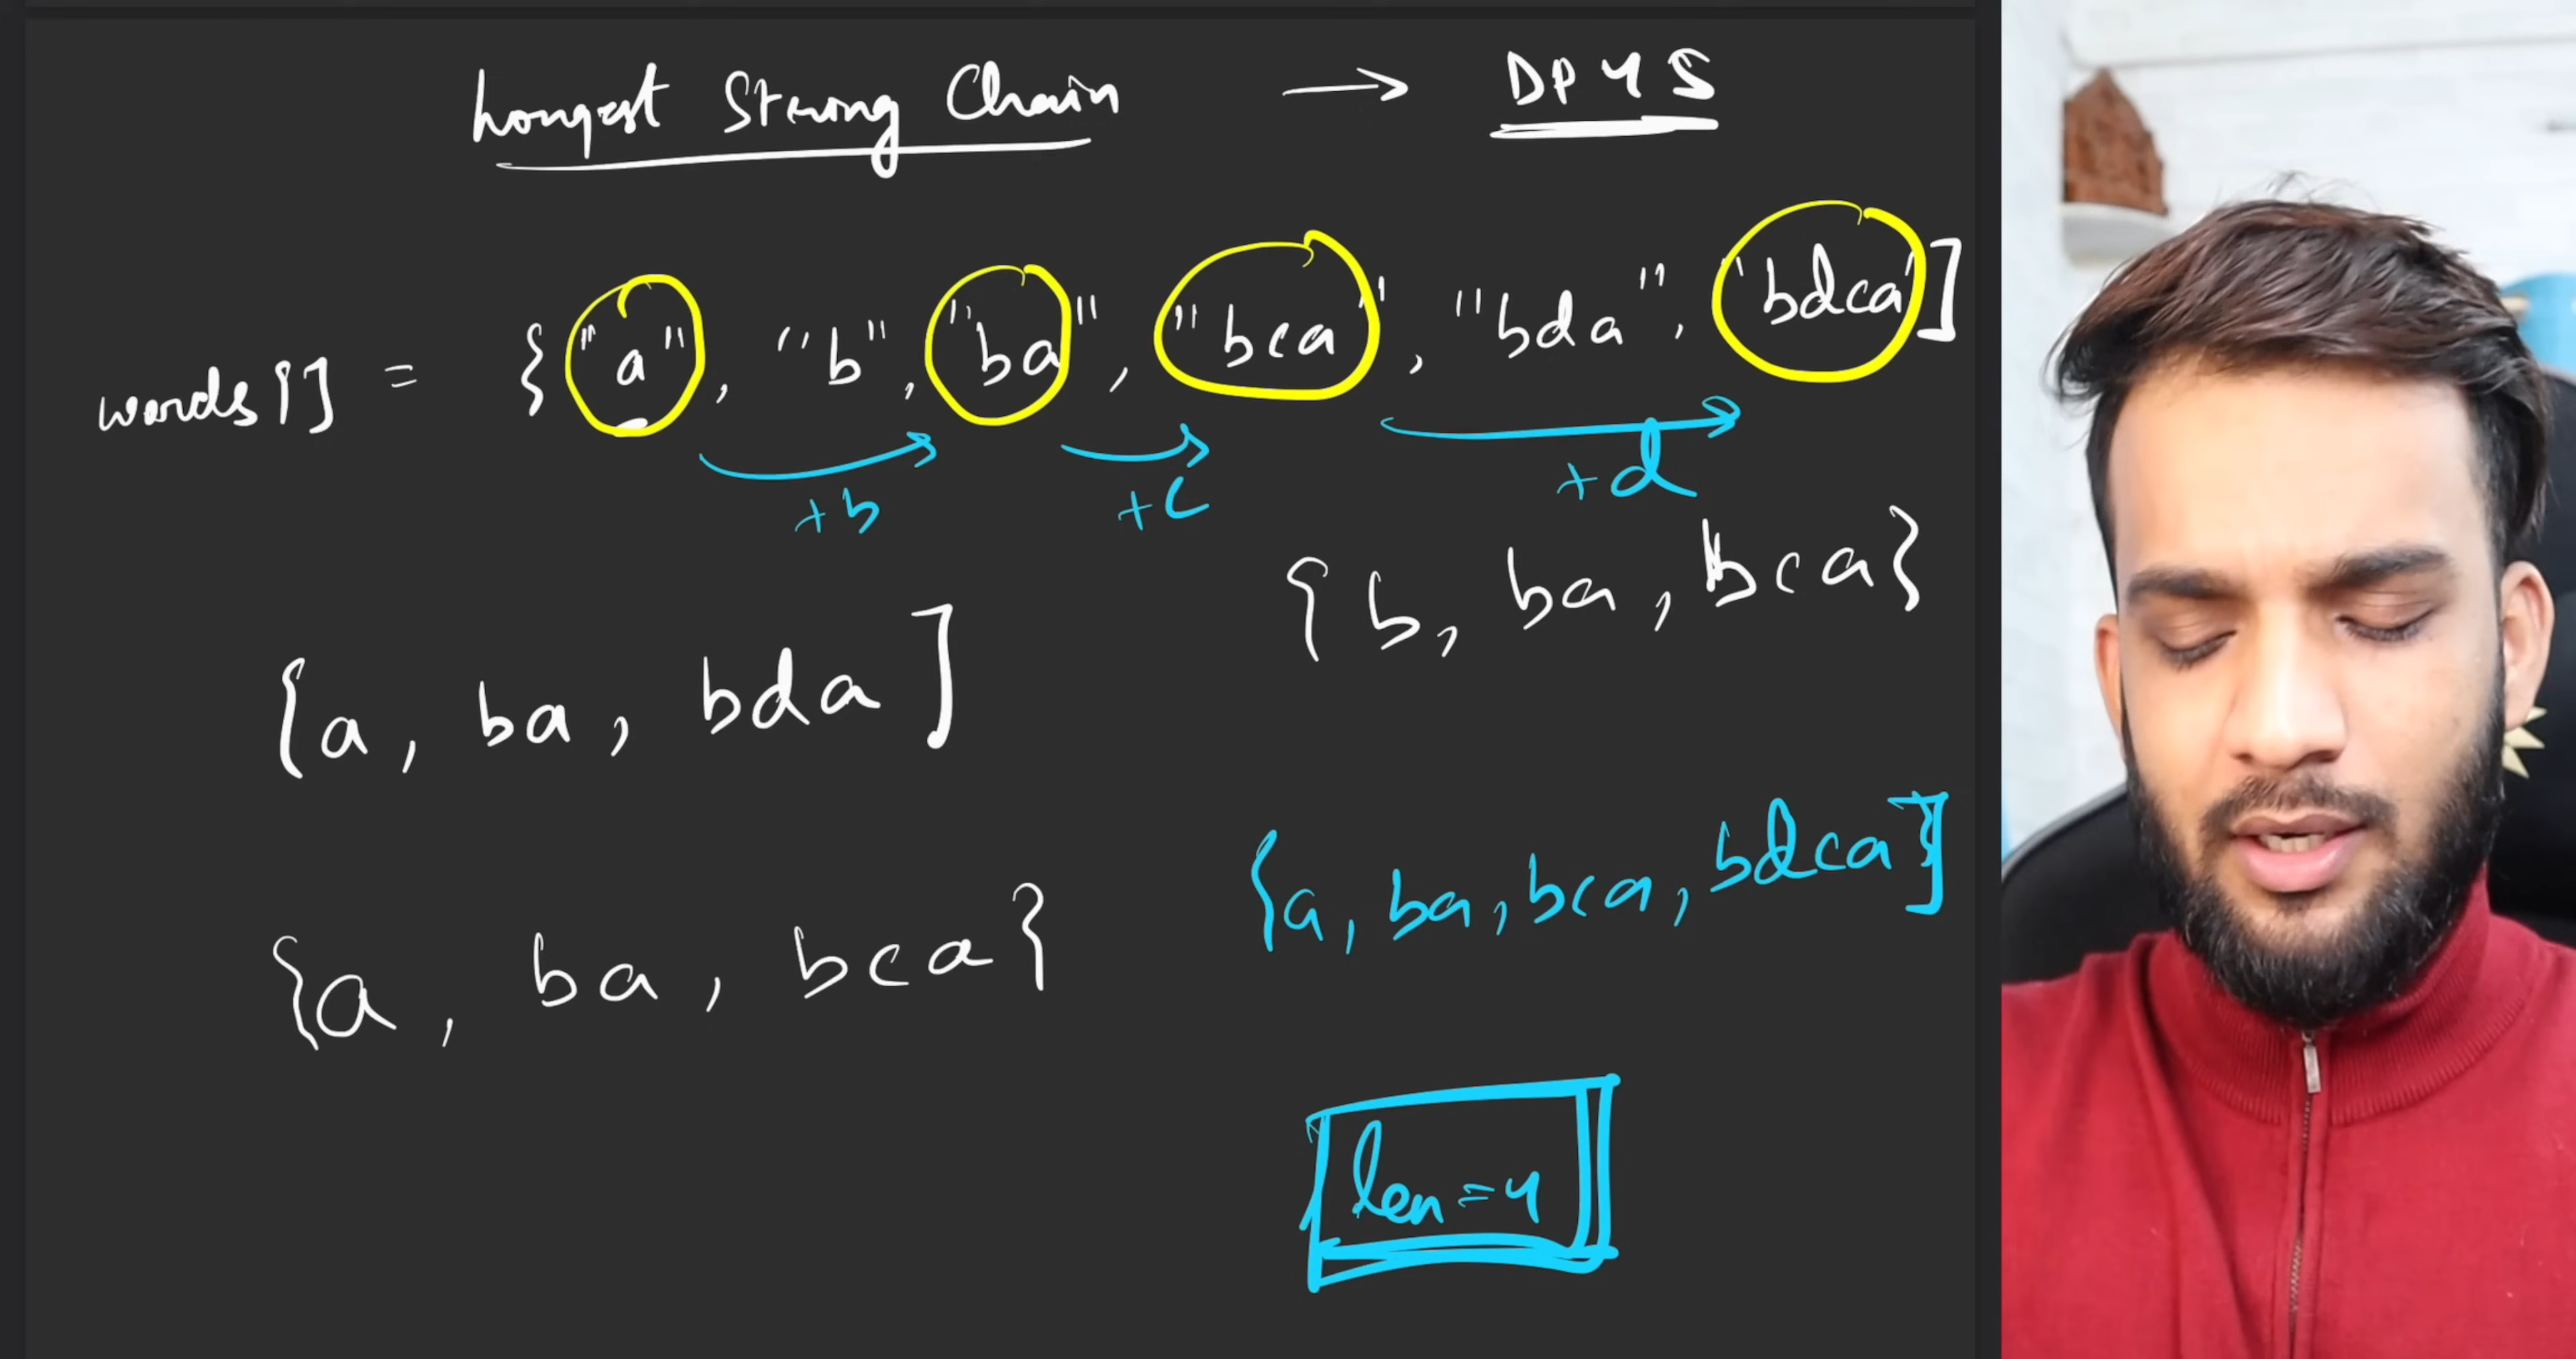 Longest String Chain → DP 45
words[] = {"a", "b", "ba", "bca", "bda", "bdca"]
+b +c +d
{b, ba, bca}
{a, ba, bda]
{a, ba, bca, bdca}]
{a, ba, bca}
len=4